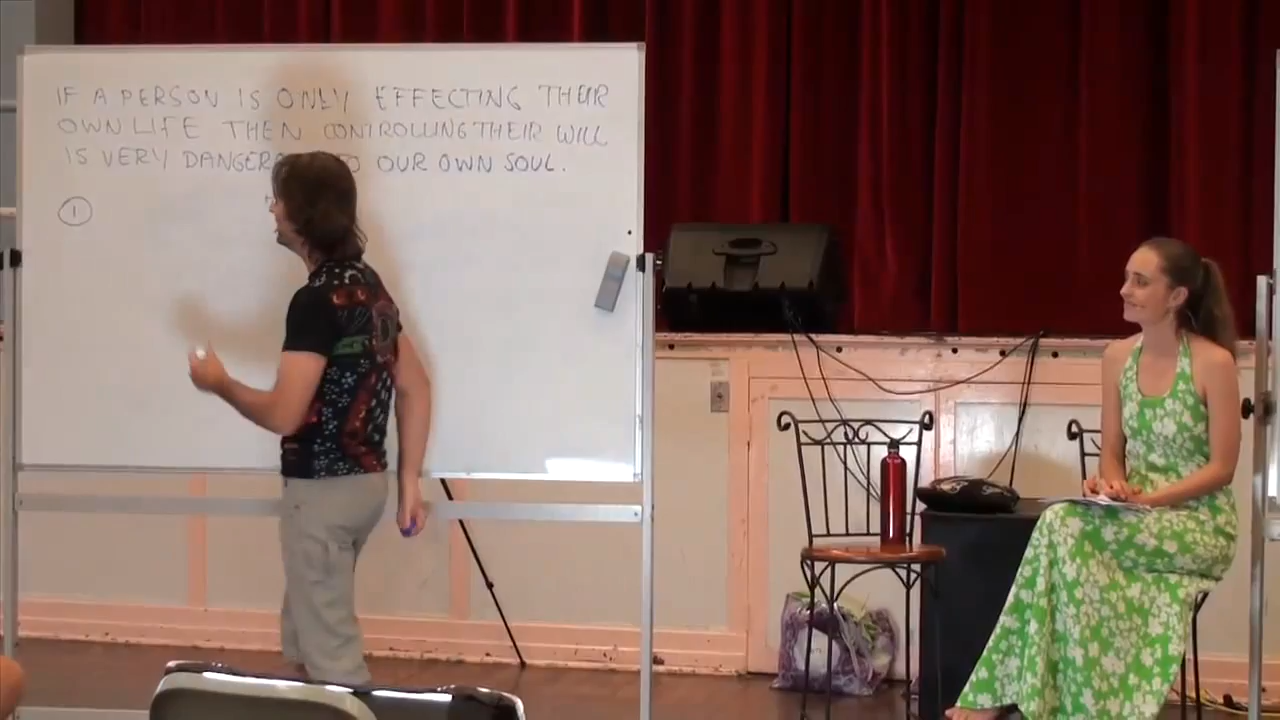 IF A PERSON IS ONLY EFFECTING THEIR
OWN LIFE THEN CONTROLLING THEIR WILL
IS VERY OUR OWN SOUL.
1